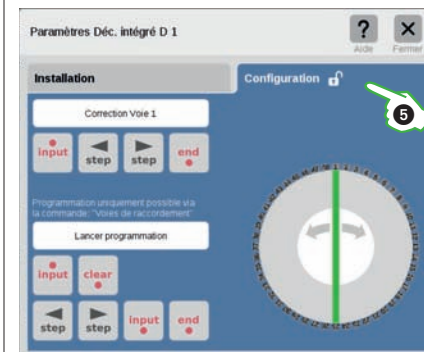 Paramètres Déc. intégré D 1
?
Aide
Fermer
Installation
Configuration
5
Correction Voie 1
input
step
step
end
Programmation uniquement possible via
la commande: "Voies de raccordement"
Lancer programmation
input
clear
step
step
input
end